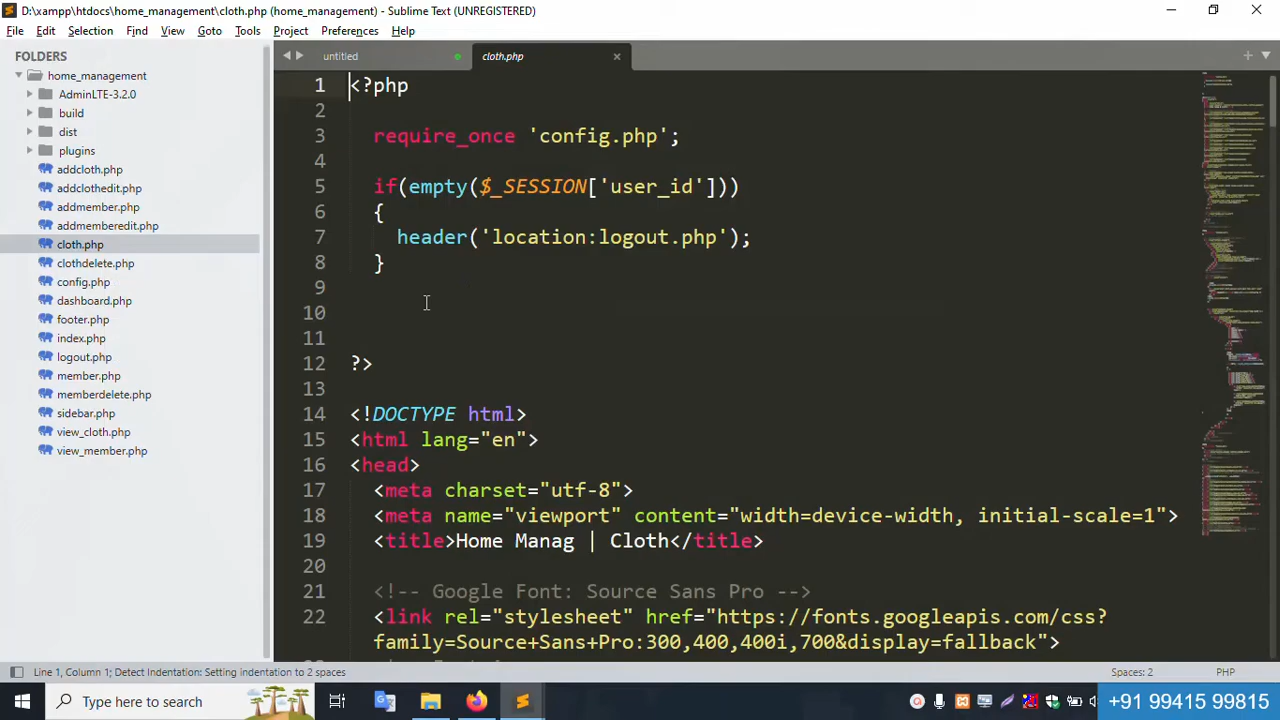 D:\xampp\htdocs\home_management\cloth.php (home_management) - Sublime Text (UNREGISTERED)
File Edit Selection Find View Goto Tools Project Preferences Help
FOLDERS
home_management
AdminLTE-3.2.0
build
dist
plugins
addcloth.php
addclothedit.php
addmember.php
addmemberedit.php
cloth.php
clothdelete.php
config.php
dashboard.php
footer.php
index.php
logout.php
member.php
memberdelete.php
sidebar.php
view_cloth.php
view_member.php
untitled cloth.php
1 <?php
2
3 require_once 'config.php';
4
5 if(empty($_SESSION['user_id']))
6 {
7 header('location:logout.php');
8 }
9
10
11
12 ?>
13
14 <!DOCTYPE html>
15 <html lang="en">
16 <head>
17 <meta charset="utf-8">
18 <meta name="viewport" content="width=device-width, initial-scale=1">
19 <title>Home Manag | Cloth</title>
20
21 <!-- Google Font: Source Sans Pro -->
22 <link rel="stylesheet" href="https://fonts.googleapis.com/css?
family=Source+Sans+Pro:300,400,400i,700&display=fallback">
Line 1, Column 1; Detect Indentation: Setting indentation to 2 spaces Spaces: 2 PHP
Type here to search
+91 99415 99815